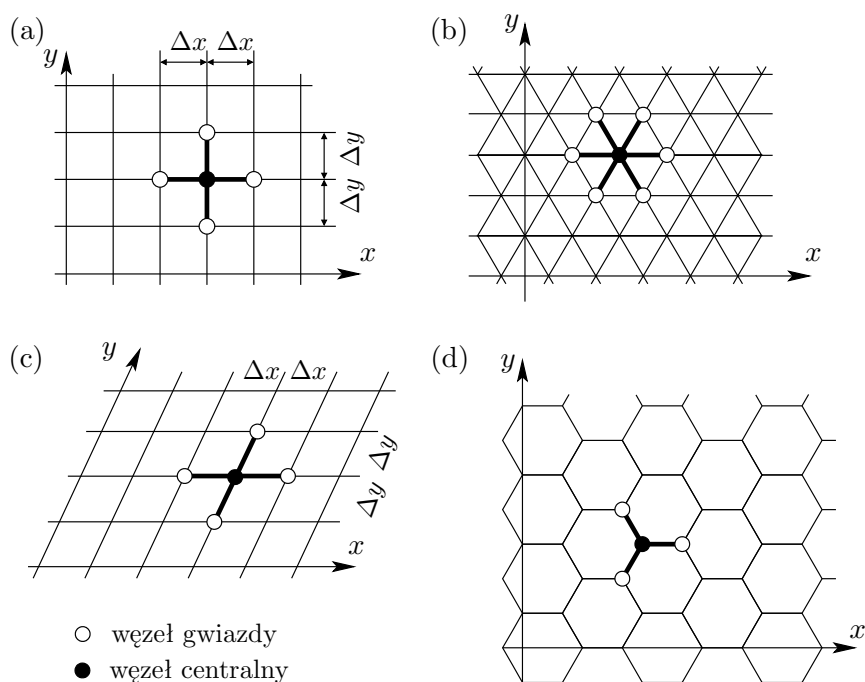 (a)
Δx Δx
y
Δy
Δy
x
(b)
y
x
(c)
y
Δx Δx
Δy
Δy
x
(d)
y
x
węzeł gwiazdy
węzeł centralny